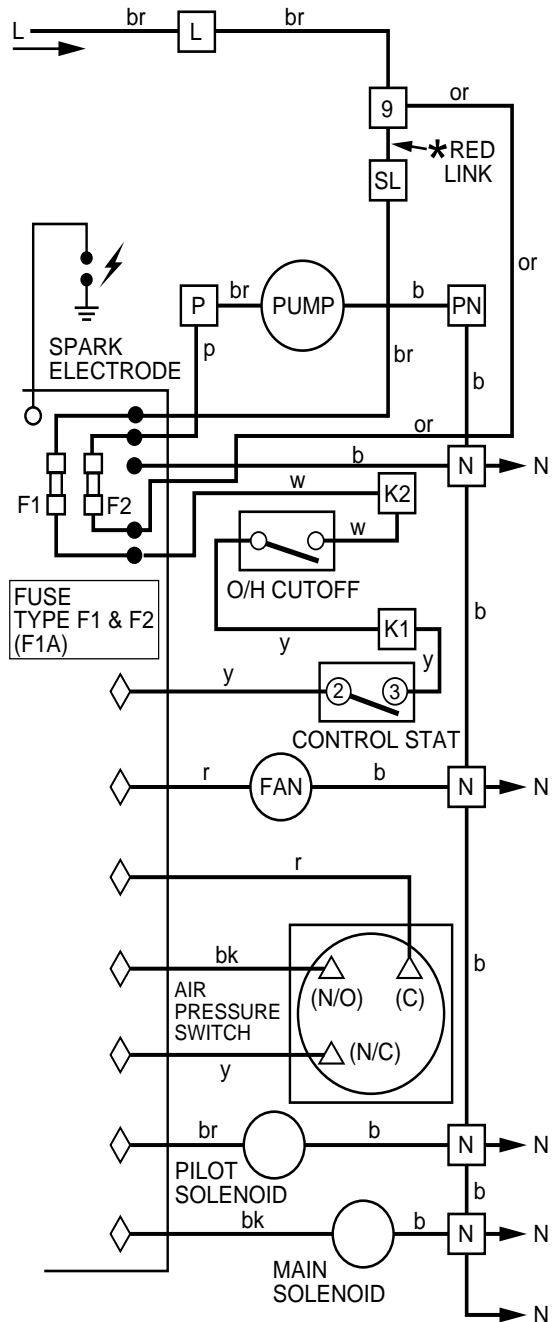 L
br
L
br
9
or
*RED
LINK
SL
or
P
br
PUMP
b
PN
SPARK
ELECTRODE
p
br
b
or
b
N
N
F1
F2
w
K2
w
O/H CUTOFF
FUSE
TYPE F1 & F2
(F1A)
b
y
K1
y
y
2
3
CONTROL STAT
r
FAN
b
N
N
r
bk
(N/O)
(C)
b
AIR
PRESSURE
SWITCH
(N/C)
y
br
b
N
N
PILOT
SOLENOID
b
bk
b
N
N
MAIN
SOLENOID
N